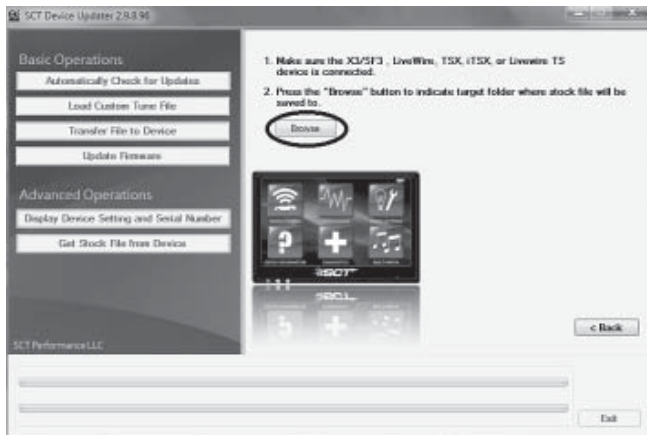 SCT Device Updater 2.9.8.96
Basic Operations
Automatically Check for Updates
Load Custom Tune File
Transfer File to Device
Update Firmware
Advanced Operations
Display Device Setting and Serial Number
Get Stock File from Device
SCT Performance LLC
1. Make sure the X3/SF3 , LiveWire, TSX, iTSX, or Livewire TS
device is connected.
2. Press the "Browse" button to indicate target folder where stock file will be
saved to.
Browse
SCT
< Back
Exit